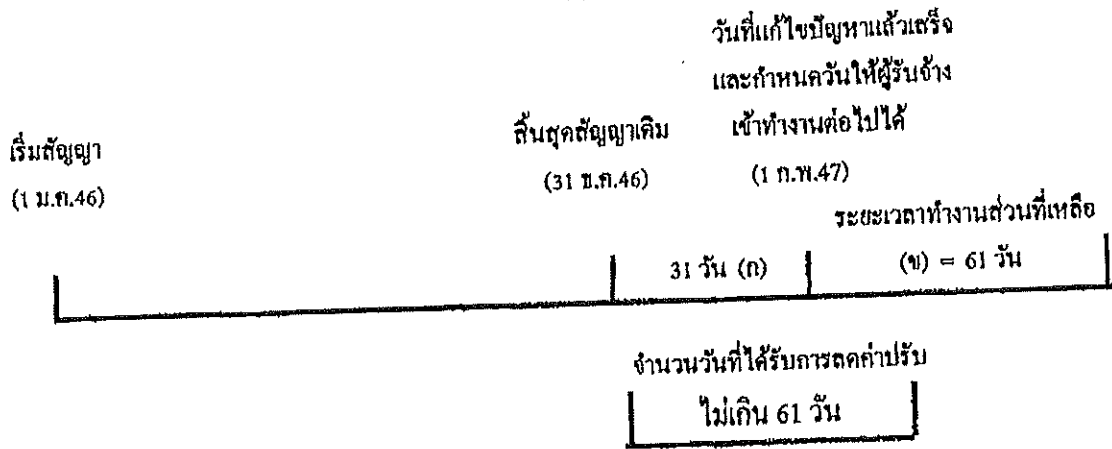 วันที่แก้ไขปัญหาแล้วเสร็จ
และกำหนดวันให้ผู้รับจ้าง
เข้าทำงานต่อไปได้
(1 ก.พ.47)
เริ่มสัญญา
(1 ม.ค.46)
สิ้นสุดสัญญาเดิม
(31 ธ.ค.46)
ระยะเวลาทำงานส่วนที่เหลือ
31 วัน (ก)
(ข) = 61 วัน
จำนวนวันที่ได้รับการลดค่าปรับ
ไม่เกิน 61 วัน